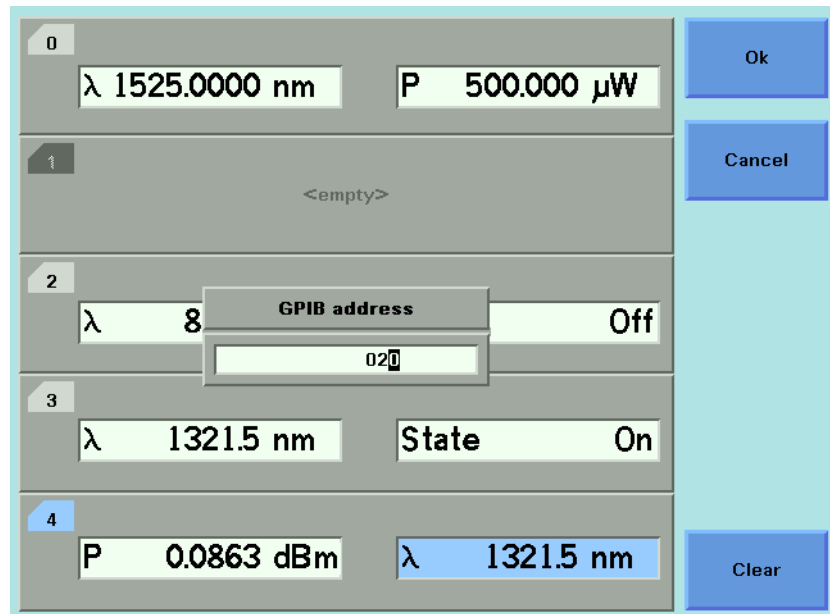 0
λ 1525.0000 nm P 500.000 µW
1
<empty>
2
λ 8 Off
GPIB address
020
3
λ 1321.5 nm State On
4
P 0.0863 dBm λ 1321.5 nm
Ok
Cancel
Clear